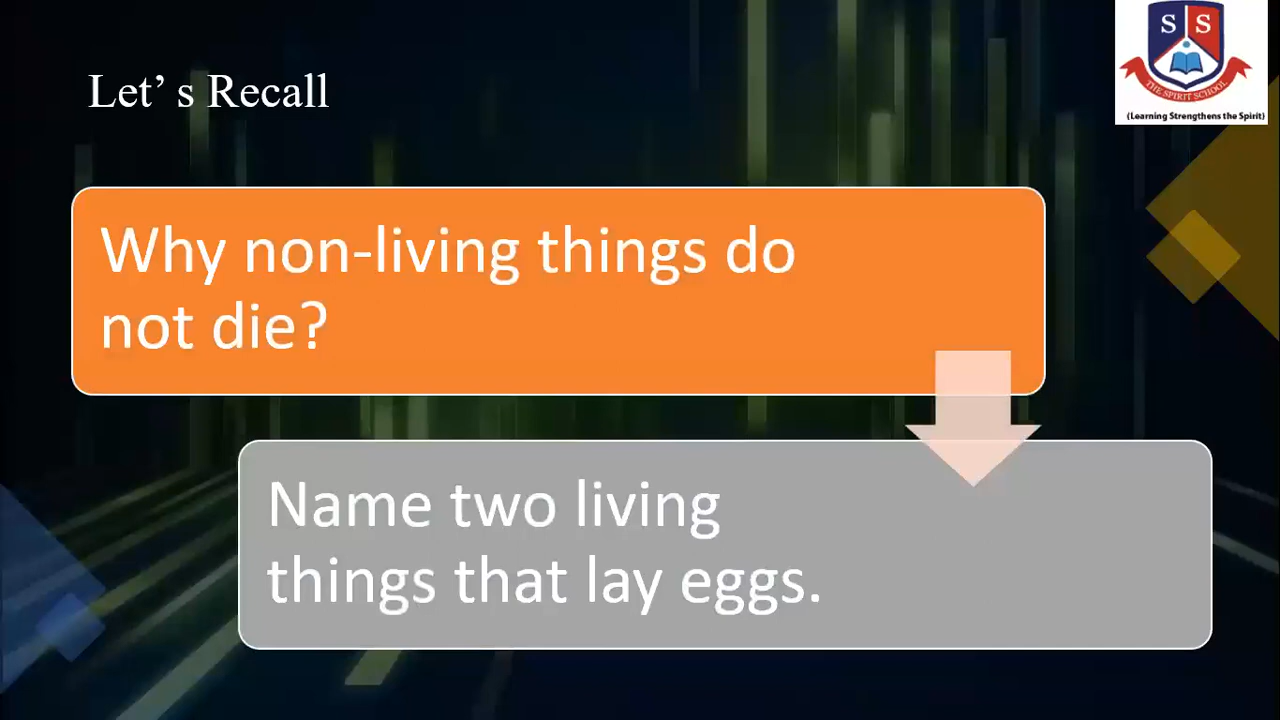 Let’ s Recall
S S
THE SPIRIT SCHOOL
(Learning Strengthens the Spirit)
Why non-living things do
not die?
Name two living
things that lay eggs.